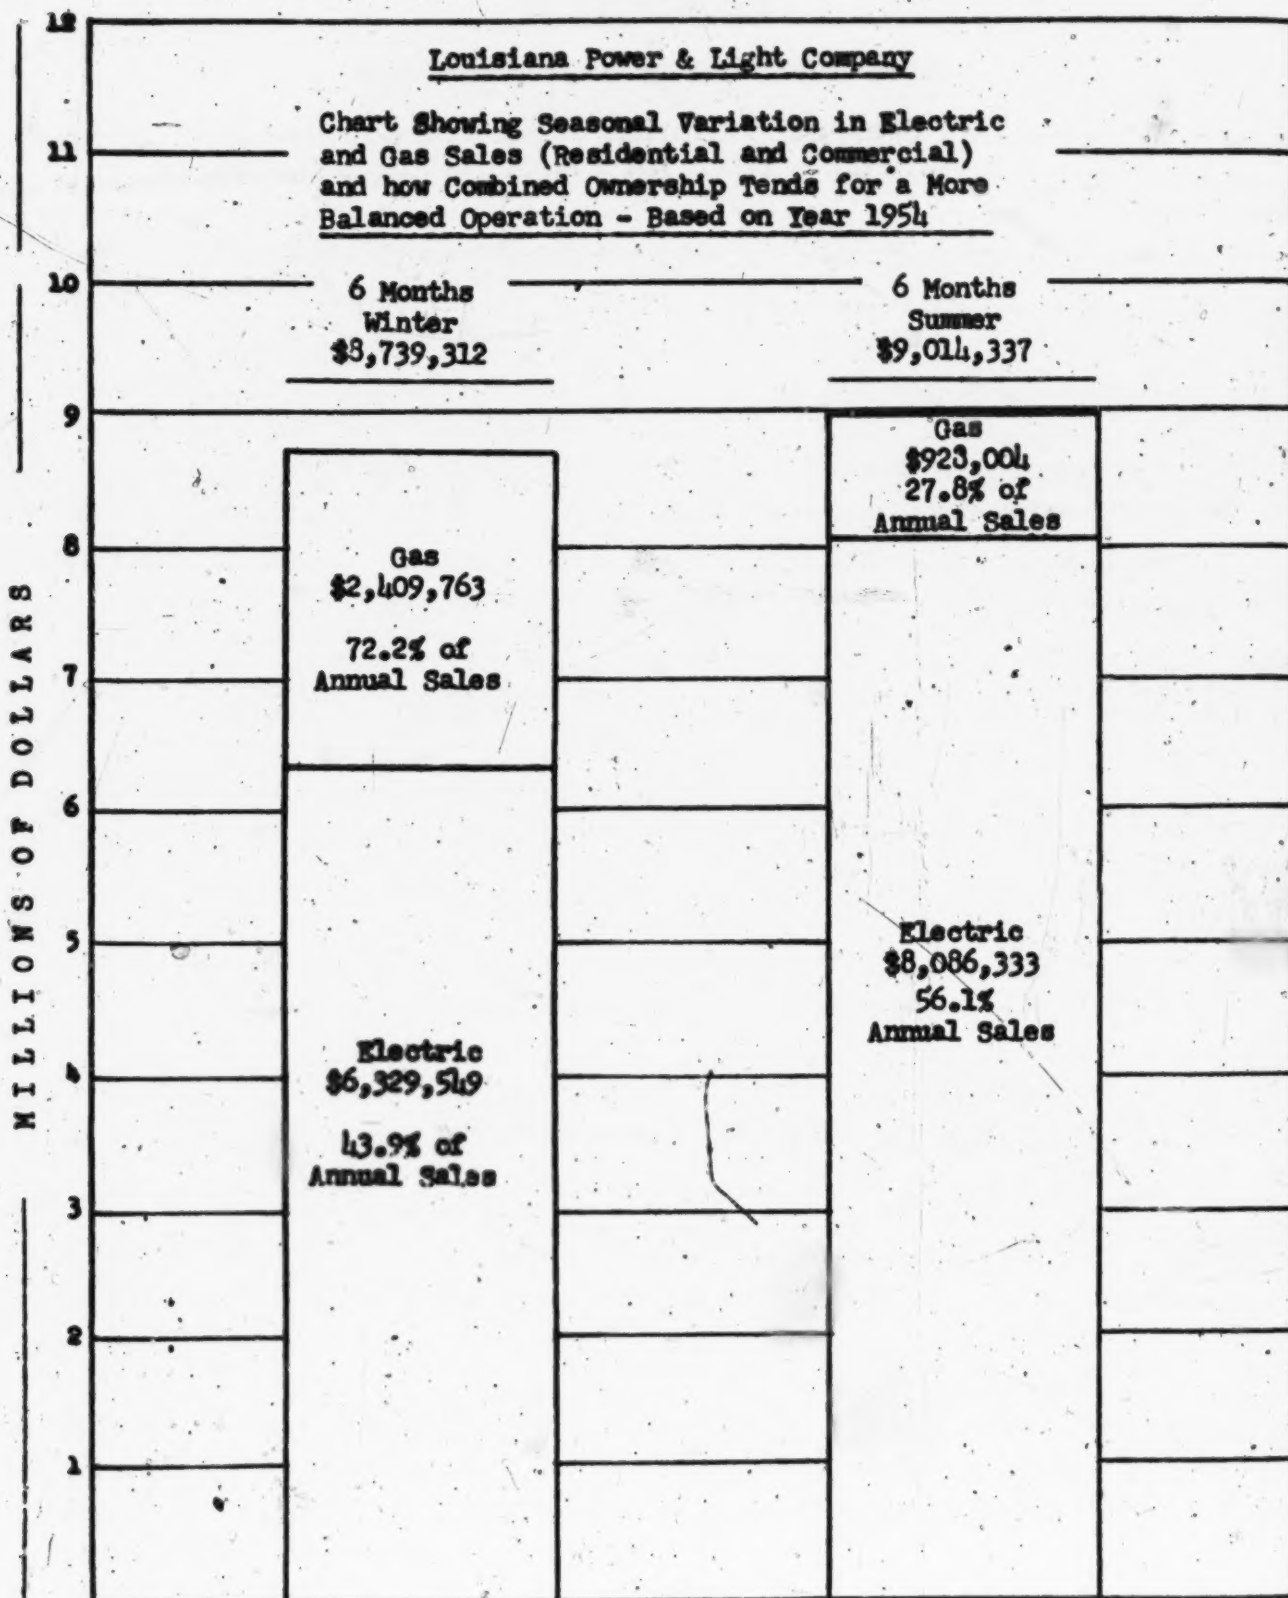 Louisiana Power & Light Company
Chart Showing Seasonal Variation in Electric
and Gas Sales (Residential and Commercial)
and how Combined Ownership Tends for a More
Balanced Operation - Based on Year 1954
MILLIONS OF DOLLARS
12
11
10
9
8
7
6
5
4
3
2
1
6 Months
Winter
$8,739,312
Gas
$2,409,763
72.2% of
Annual Sales
Electric
$6,329,549
43.9% of
Annual Sales
6 Months
Summer
$9,014,337
Gas
$928,004
27.8% of
Annual Sales
Electric
$8,086,333
56.1%
Annual Sales